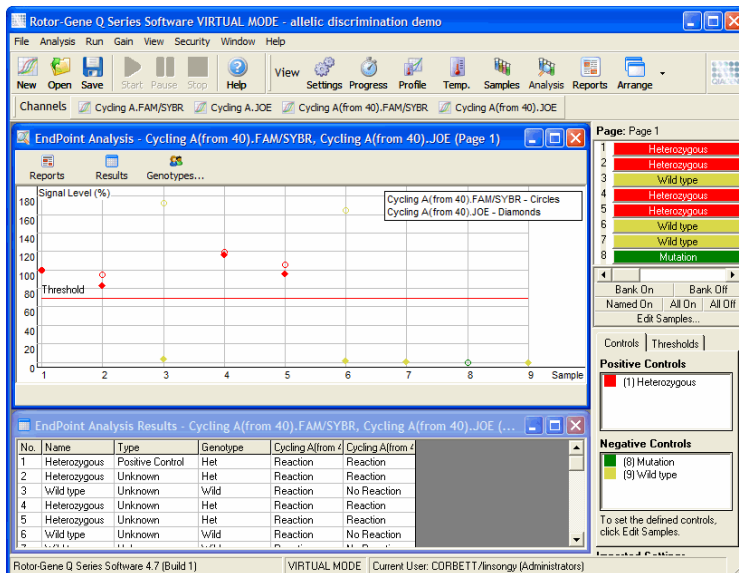 Rotor-Gene Q Series Software VIRTUAL MODE - allelic discrimination demo
File Analysis Run Gain View Security Window Help
New Open Save Start Pause Stop Help View Settings Progress Profile Temp. Samples Analysis Reports Arrange
QIAGEN
Channels Cycling A.FAM/SYBR Cycling A.JOE Cycling A(from 40).FAM/SYBR Cycling A(from 40).JOE
EndPoint Analysis - Cycling A(from 40).FAM/SYBR, Cycling A(from 40).JOE (Page 1)
Reports Results Genotypes...
Signal Level (%)
Cycling A(from 40).FAM/SYBR - Circles
Cycling A(from 40).JOE - Diamonds
180
160
140
120
100
80
60
40
20
0
Threshold
1 2 3 4 5 6 7 8 9 Sample
EndPoint Analysis Results - Cycling A(from 40).FAM/SYBR, Cycling A(from 40).JOE (...
No. Name Type Genotype Cycling A(from 4 Cycling A(from 4
1 Heterozygous Positive Control Het Reaction Reaction
2 Heterozygous Unknown Het Reaction Reaction
3 Wild type Unknown Wild Reaction No Reaction
4 Heterozygous Unknown Het Reaction Reaction
5 Heterozygous Unknown Het Reaction Reaction
6 Wild type Unknown Wild Reaction No Reaction
Page: Page 1
1 Heterozygous
2 Heterozygous
3 Wild type
4 Heterozygous
5 Heterozygous
6 Wild type
7 Wild type
8 Mutation
Bank On Bank Off
Named On All On All Off
Edit Samples...
Controls Thresholds
Positive Controls
(1) Heterozygous
Negative Controls
(8) Mutation
(9) Wild type
To set the defined controls,
click Edit Samples.
Imported Settings
Rotor-Gene Q Series Software 4.7 (Build 1) VIRTUAL MODE Current User: CORBETT/linsongy (Administrators)